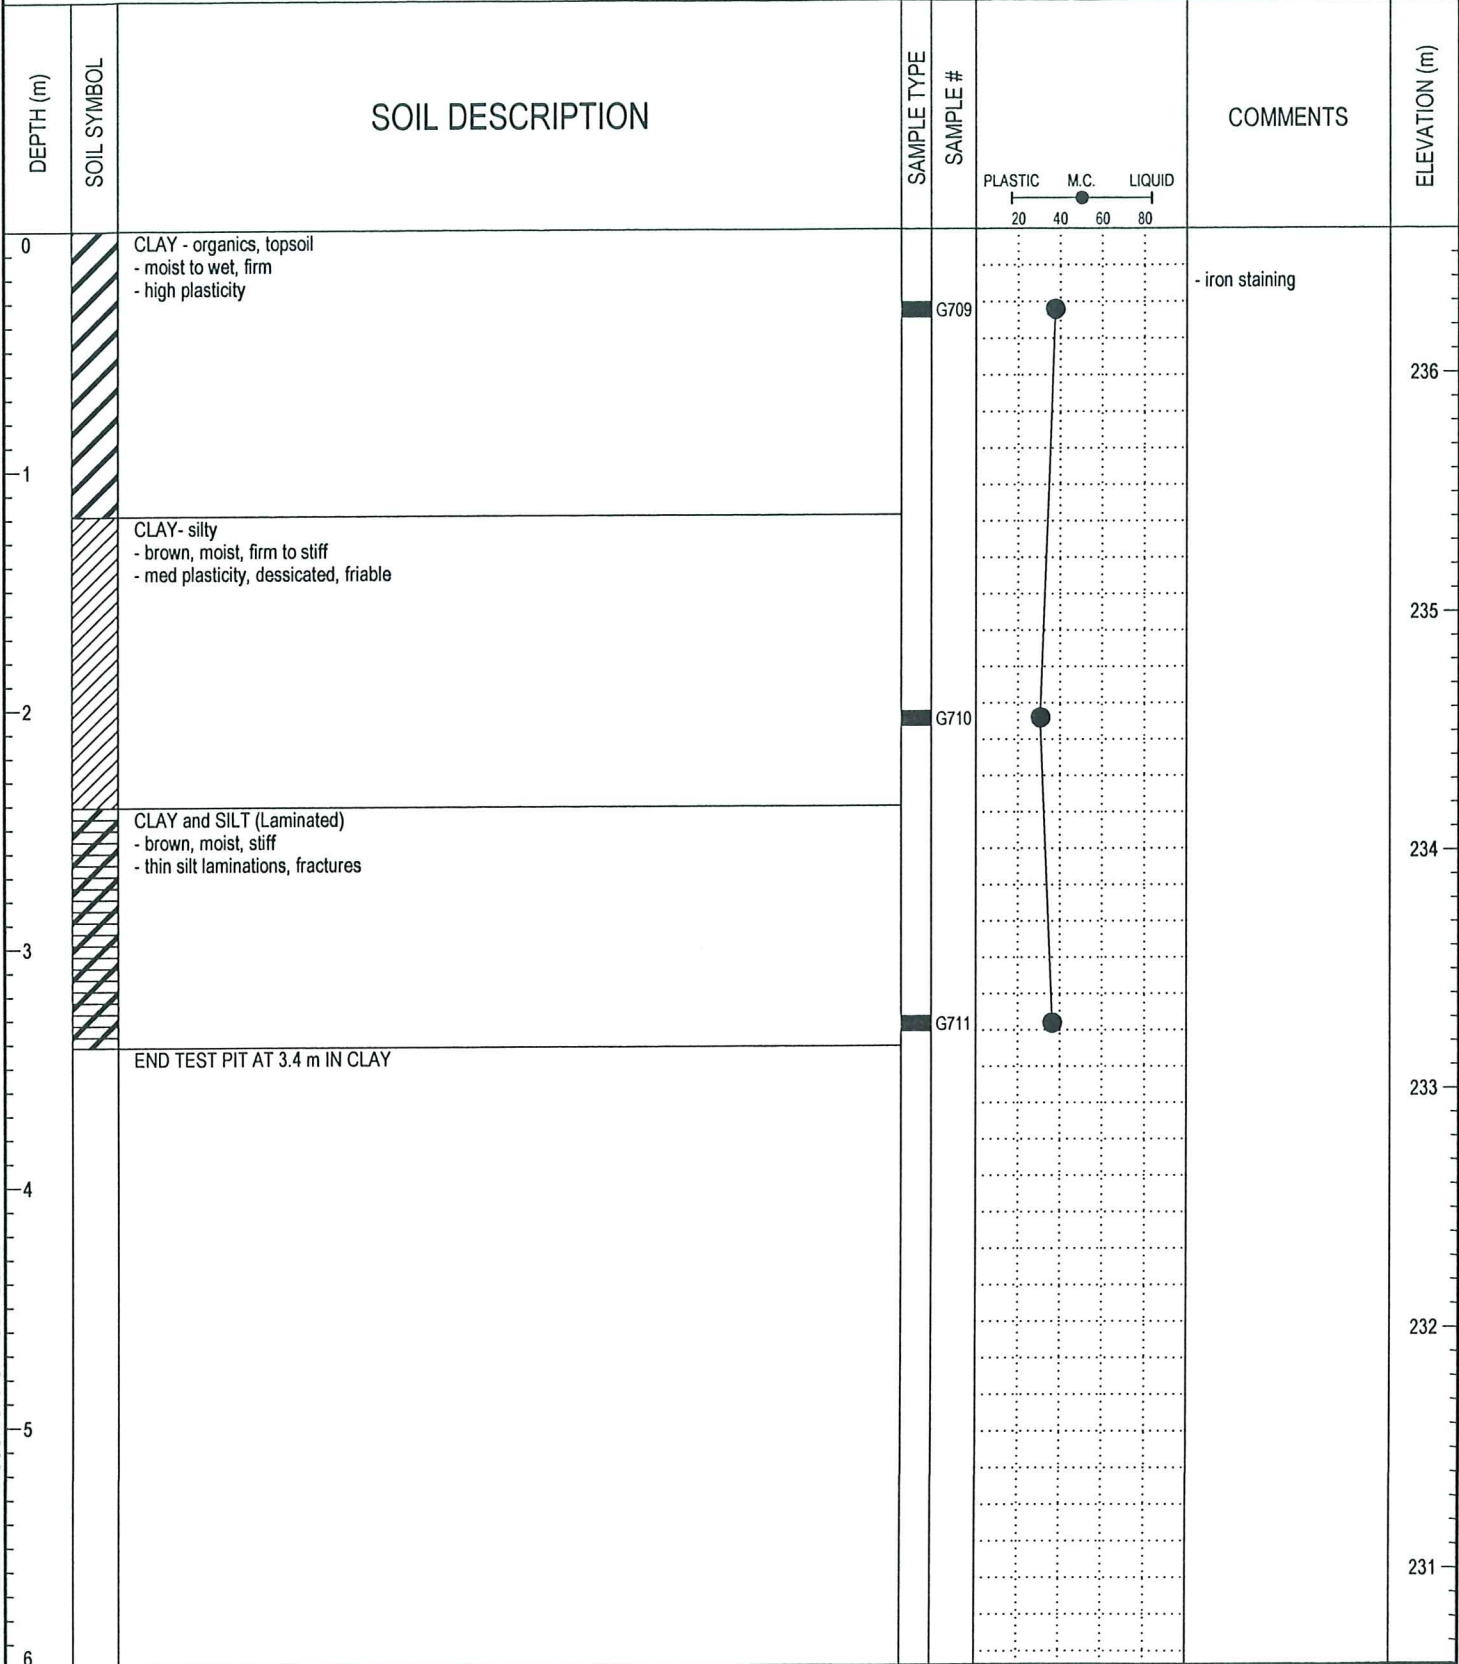 DEPTH (m)
SOIL SYMBOL
SOIL DESCRIPTION
SAMPLE TYPE
SAMPLE #
PLASTIC M.C. LIQUID
20 40 60 80
COMMENTS
ELEVATION (m)
0
CLAY - organics, topsoil
- moist to wet, firm
- high plasticity
- iron staining
G709
236
1
CLAY- silty
- brown, moist, firm to stiff
- med plasticity, dessicated, friable
235
2
G710
CLAY and SILT (Laminated)
- brown, moist, stiff
- thin silt laminations, fractures
234
3
G711
END TEST PIT AT 3.4 m IN CLAY
233
4
232
5
231
6